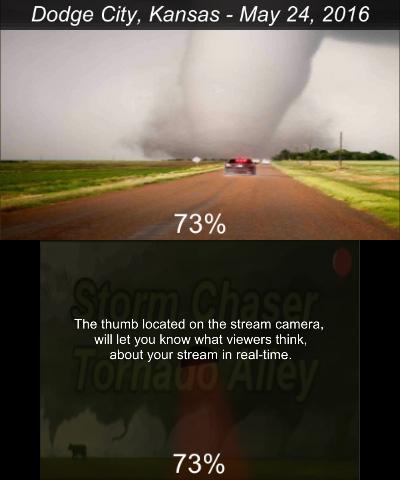 Dodge City, Kansas - May 24, 2016
73%
Storm Chaser
The thumb located on the stream camera,
will let you know what viewers think,
about your stream in real-time.
Tornado Alley
73%